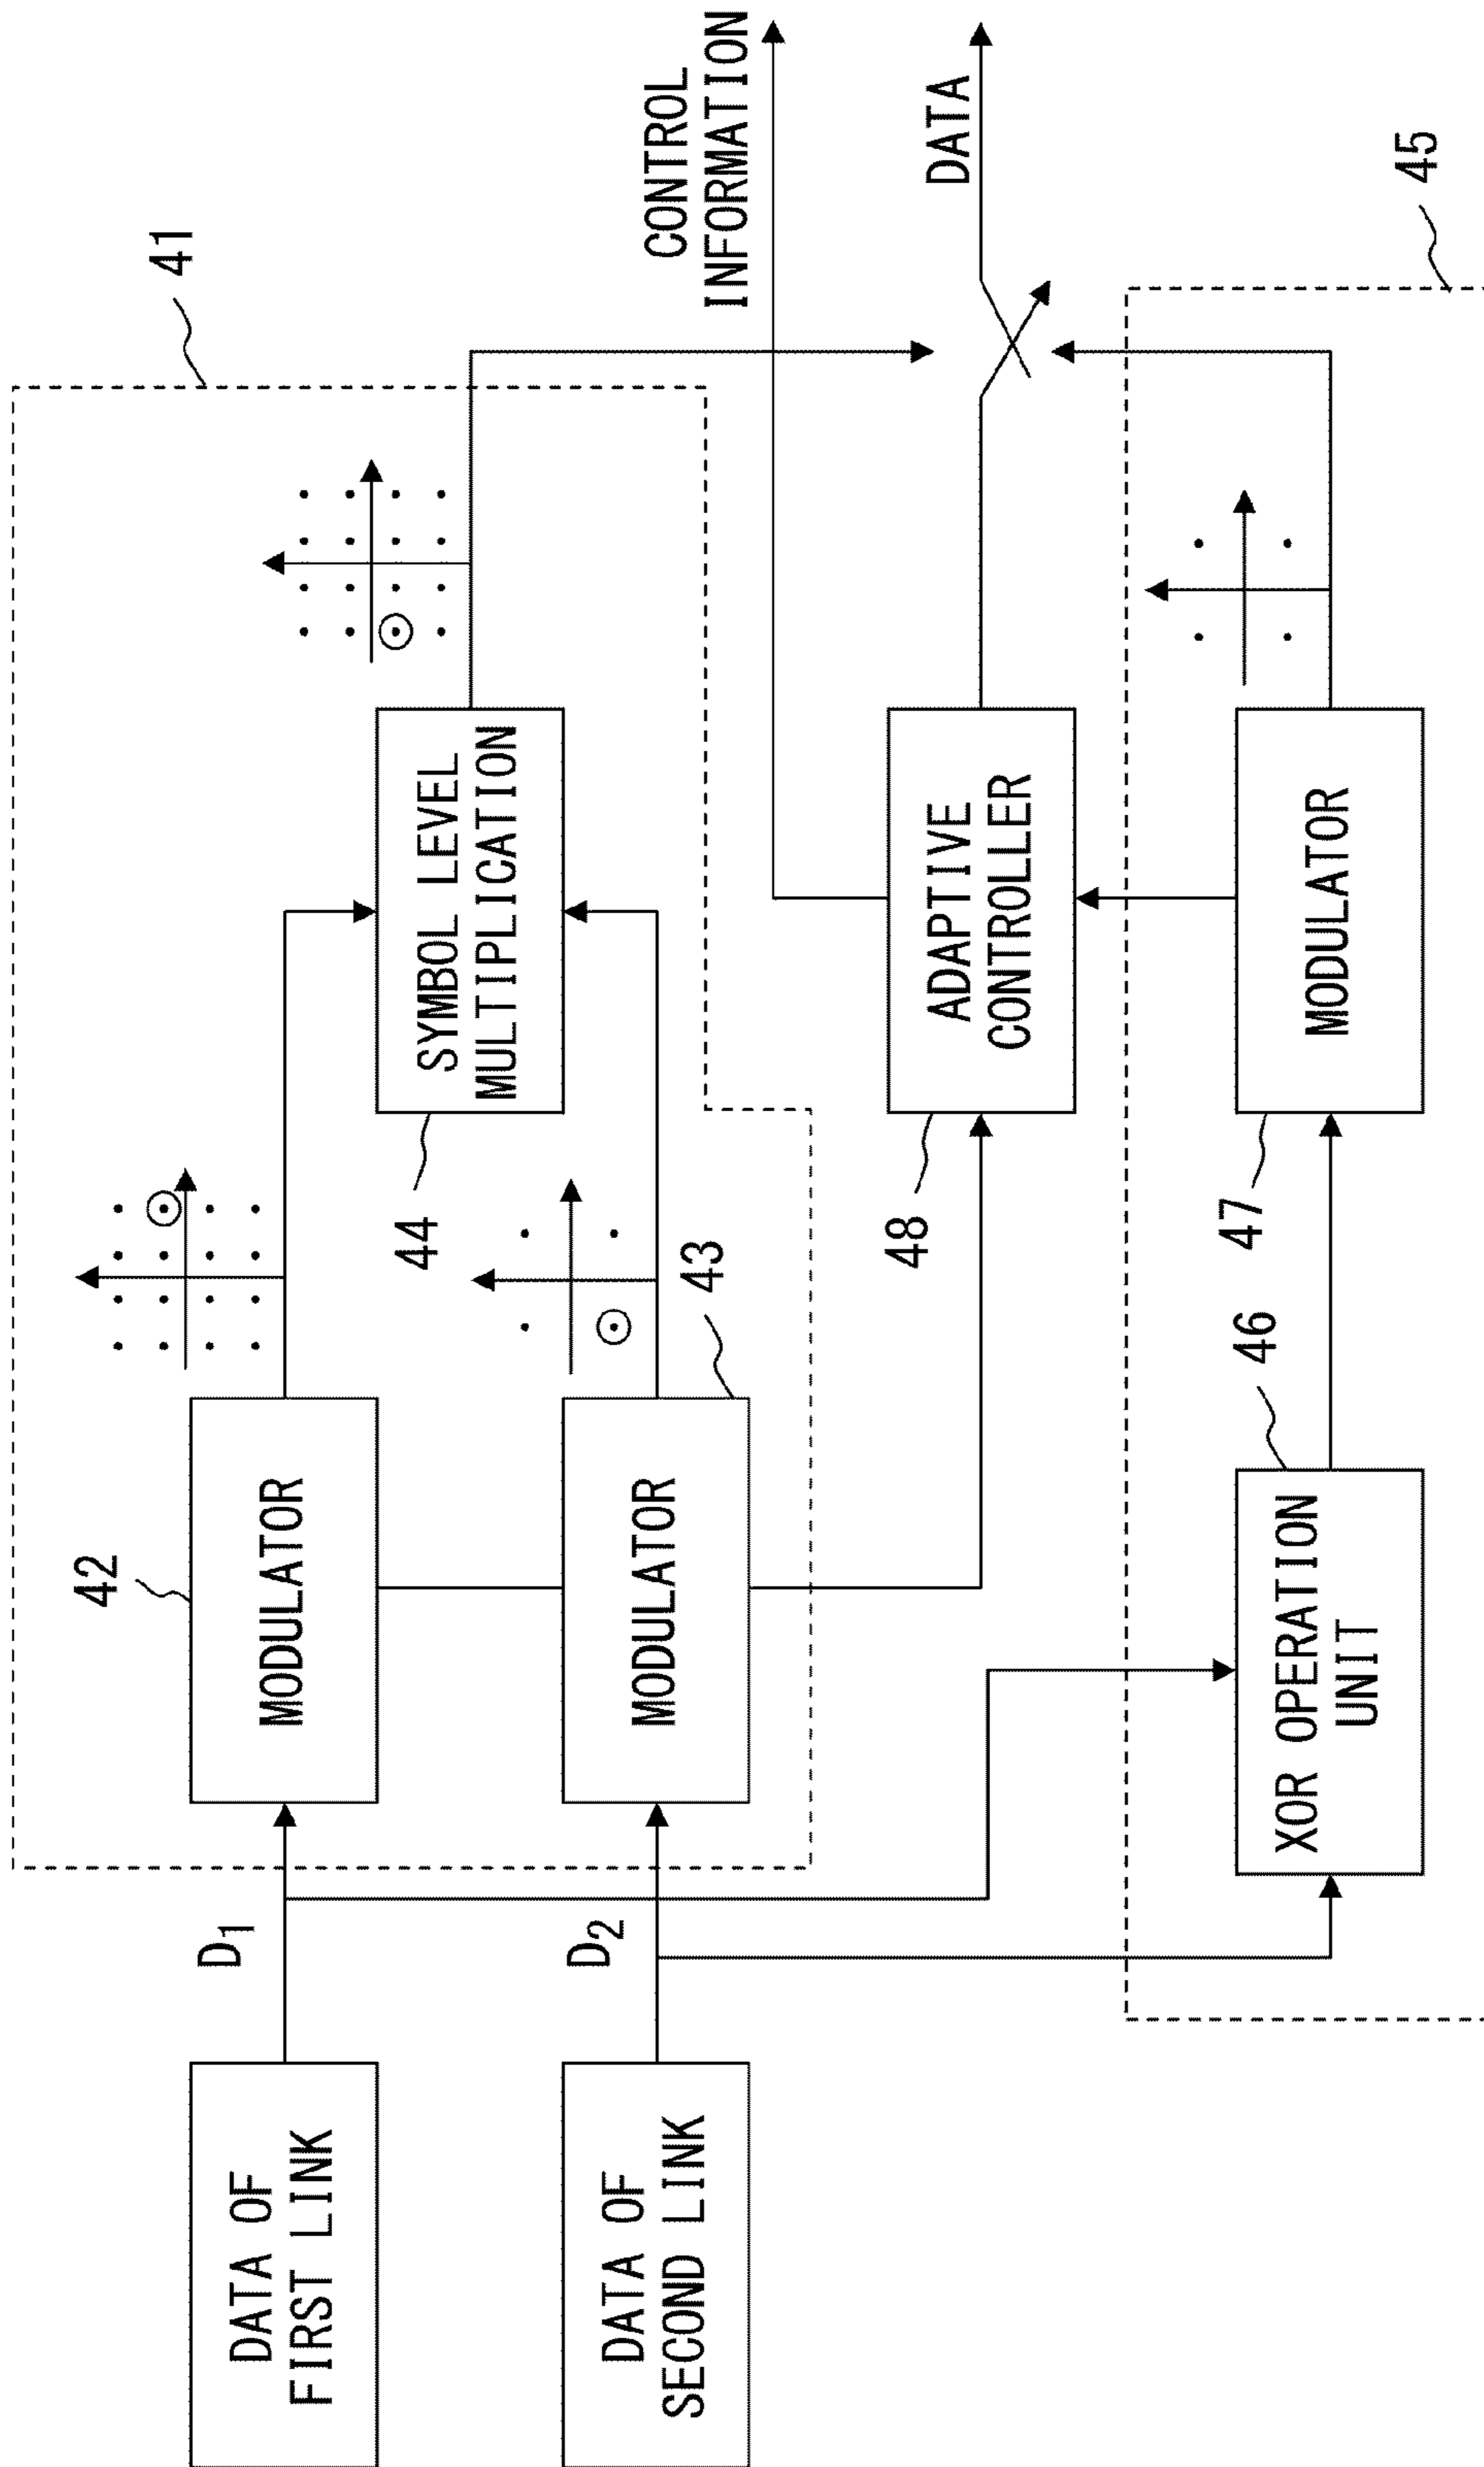 41
42
D1
DATA OF
FIRST LINK
MODULATOR
44
SYMBOL LEVEL
MULTIPLICATION
D2
DATA OF
SECOND LINK
MODULATOR
43
CONTROL
INFORMATION
48
ADAPTIVE
CONTROLLER
DATA
46
XOR OPERATION
UNIT
47
MODULATOR
45